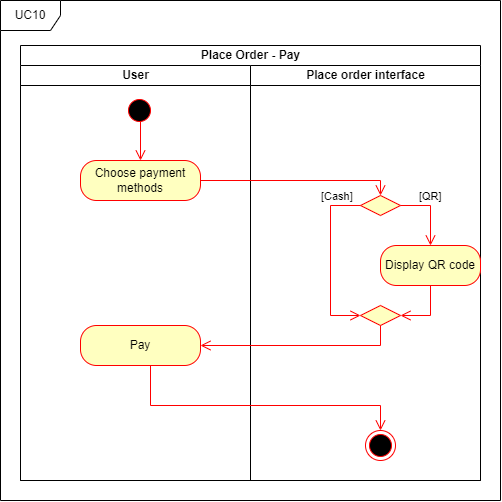 UC10
Place Order - Pay
User
Place order interface
Choose payment
methods
[Cash]
[QR]
Display QR code
Pay